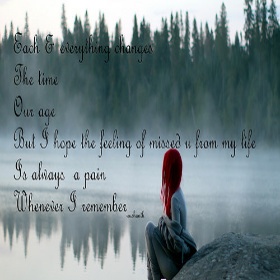 Each & everything changes
The time
Our age
But I hope the feeling of missed u from my life
Is always a pain
Whenever I remember